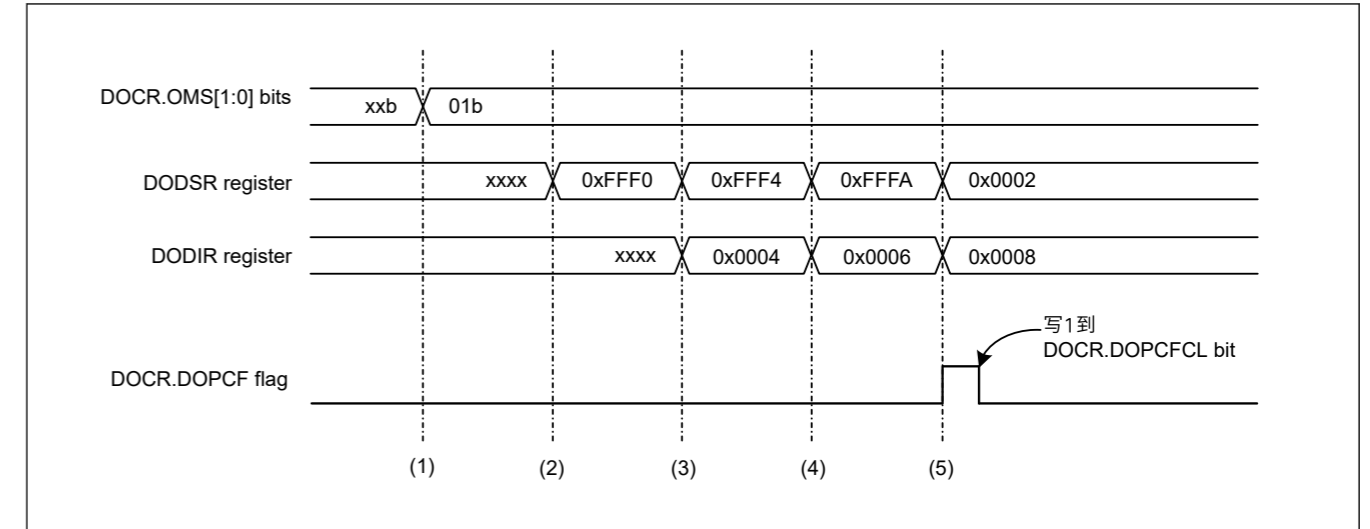 DOCR.OMS[1:0] bits
xxb
01b
DODSR register
xxxx
0xFFF0
0xFFF4
0xFFFA
0x0002
DODIR register
xxxx
0x0004
0x0006
0x0008
写1到
DOCR.DOPCFCL bit
DOCR.DOPCF flag
(1)
(2)
(3)
(4)
(5)